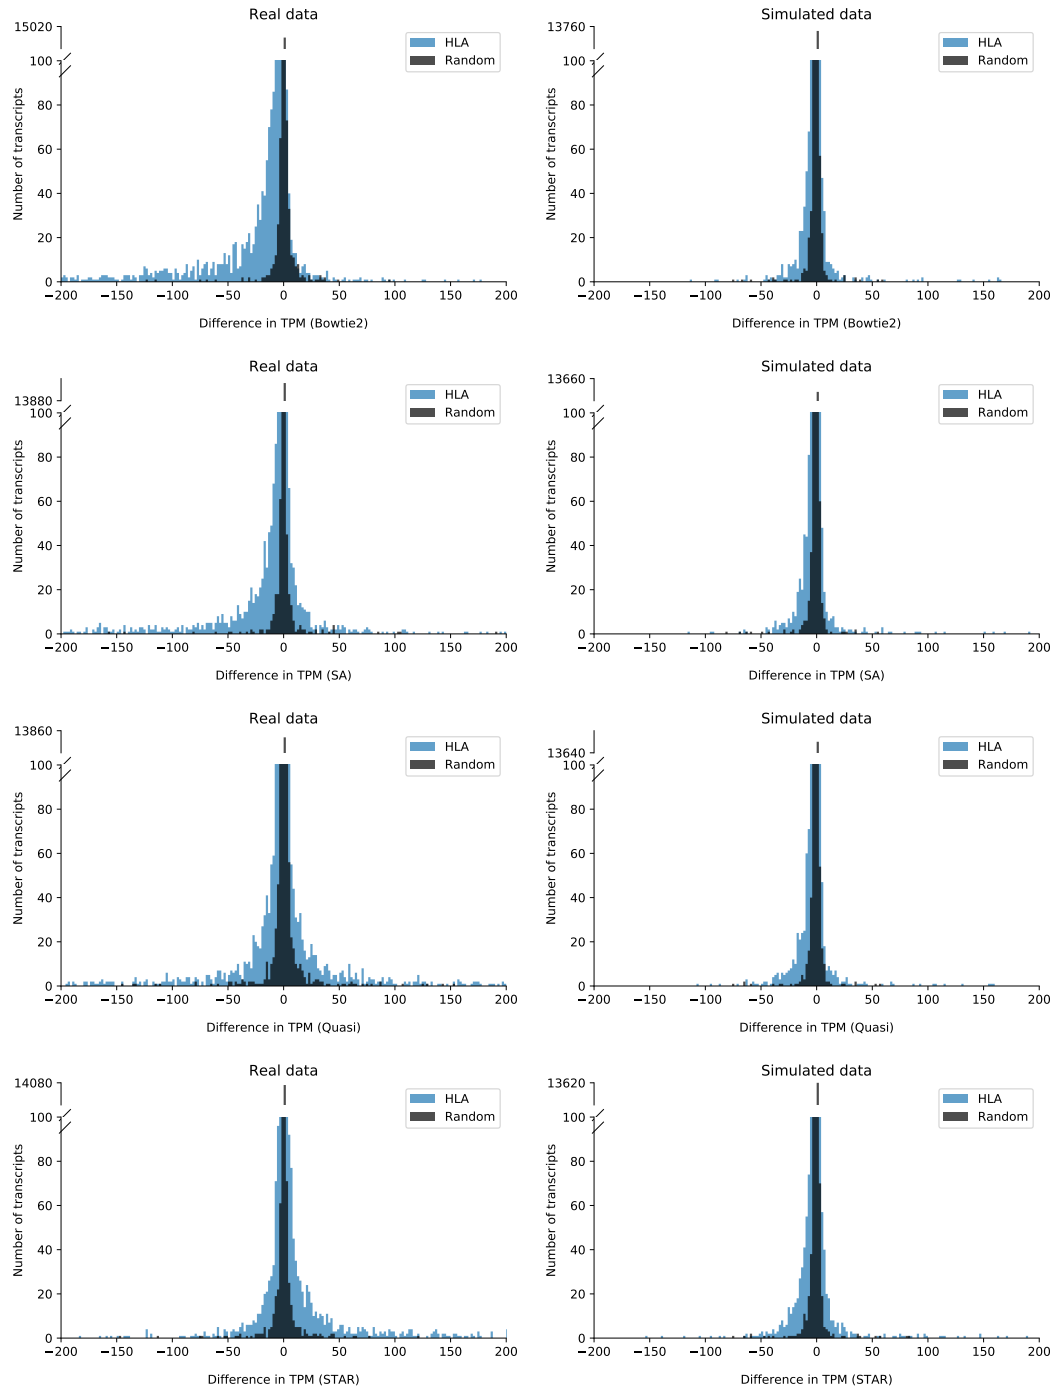 Real data
15020
HLA
Random
100
80
60
40
20
0
Number of transcripts
−200 −150 −100 −50 0 50 100 150 200
Difference in TPM (Bowtie2)
Simulated data
13760
HLA
Random
100
80
60
40
20
0
Number of transcripts
−200 −150 −100 −50 0 50 100 150 200
Difference in TPM (Bowtie2)
Real data
13880
HLA
Random
100
80
60
40
20
0
Number of transcripts
−200 −150 −100 −50 0 50 100 150 200
Difference in TPM (SA)
Simulated data
13660
HLA
Random
100
80
60
40
20
0
Number of transcripts
−200 −150 −100 −50 0 50 100 150 200
Difference in TPM (SA)
Real data
13860
HLA
Random
100
80
60
40
20
0
Number of transcripts
−200 −150 −100 −50 0 50 100 150 200
Difference in TPM (Quasi)
Simulated data
13640
HLA
Random
100
80
60
40
20
0
Number of transcripts
−200 −150 −100 −50 0 50 100 150 200
Difference in TPM (Quasi)
Real data
14080
HLA
Random
100
80
60
40
20
0
Number of transcripts
−200 −150 −100 −50 0 50 100 150 200
Difference in TPM (STAR)
Simulated data
13620
HLA
Random
100
80
60
40
20
0
Number of transcripts
−200 −150 −100 −50 0 50 100 150 200
Difference in TPM (STAR)